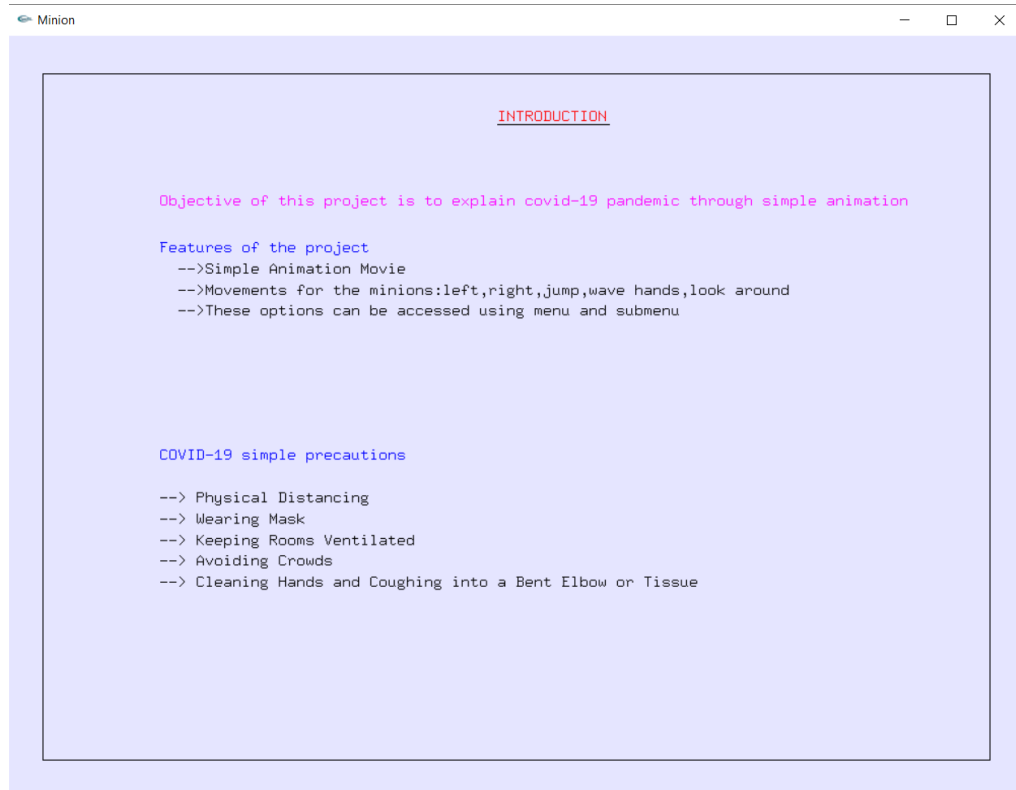 Minion
INTRODUCTION
Objective of this project is to explain covid-19 pandemic through simple animation
Features of the project
-->Simple Animation Movie
-->Movements for the minions:left,right,jump,wave hands,look around
-->These options can be accessed using menu and submenu
COVID-19 simple precautions
--> Physical Distancing
--> Wearing Mask
--> Keeping Rooms Ventilated
--> Avoiding Crowds
--> Cleaning Hands and Coughing into a Bent Elbow or Tissue